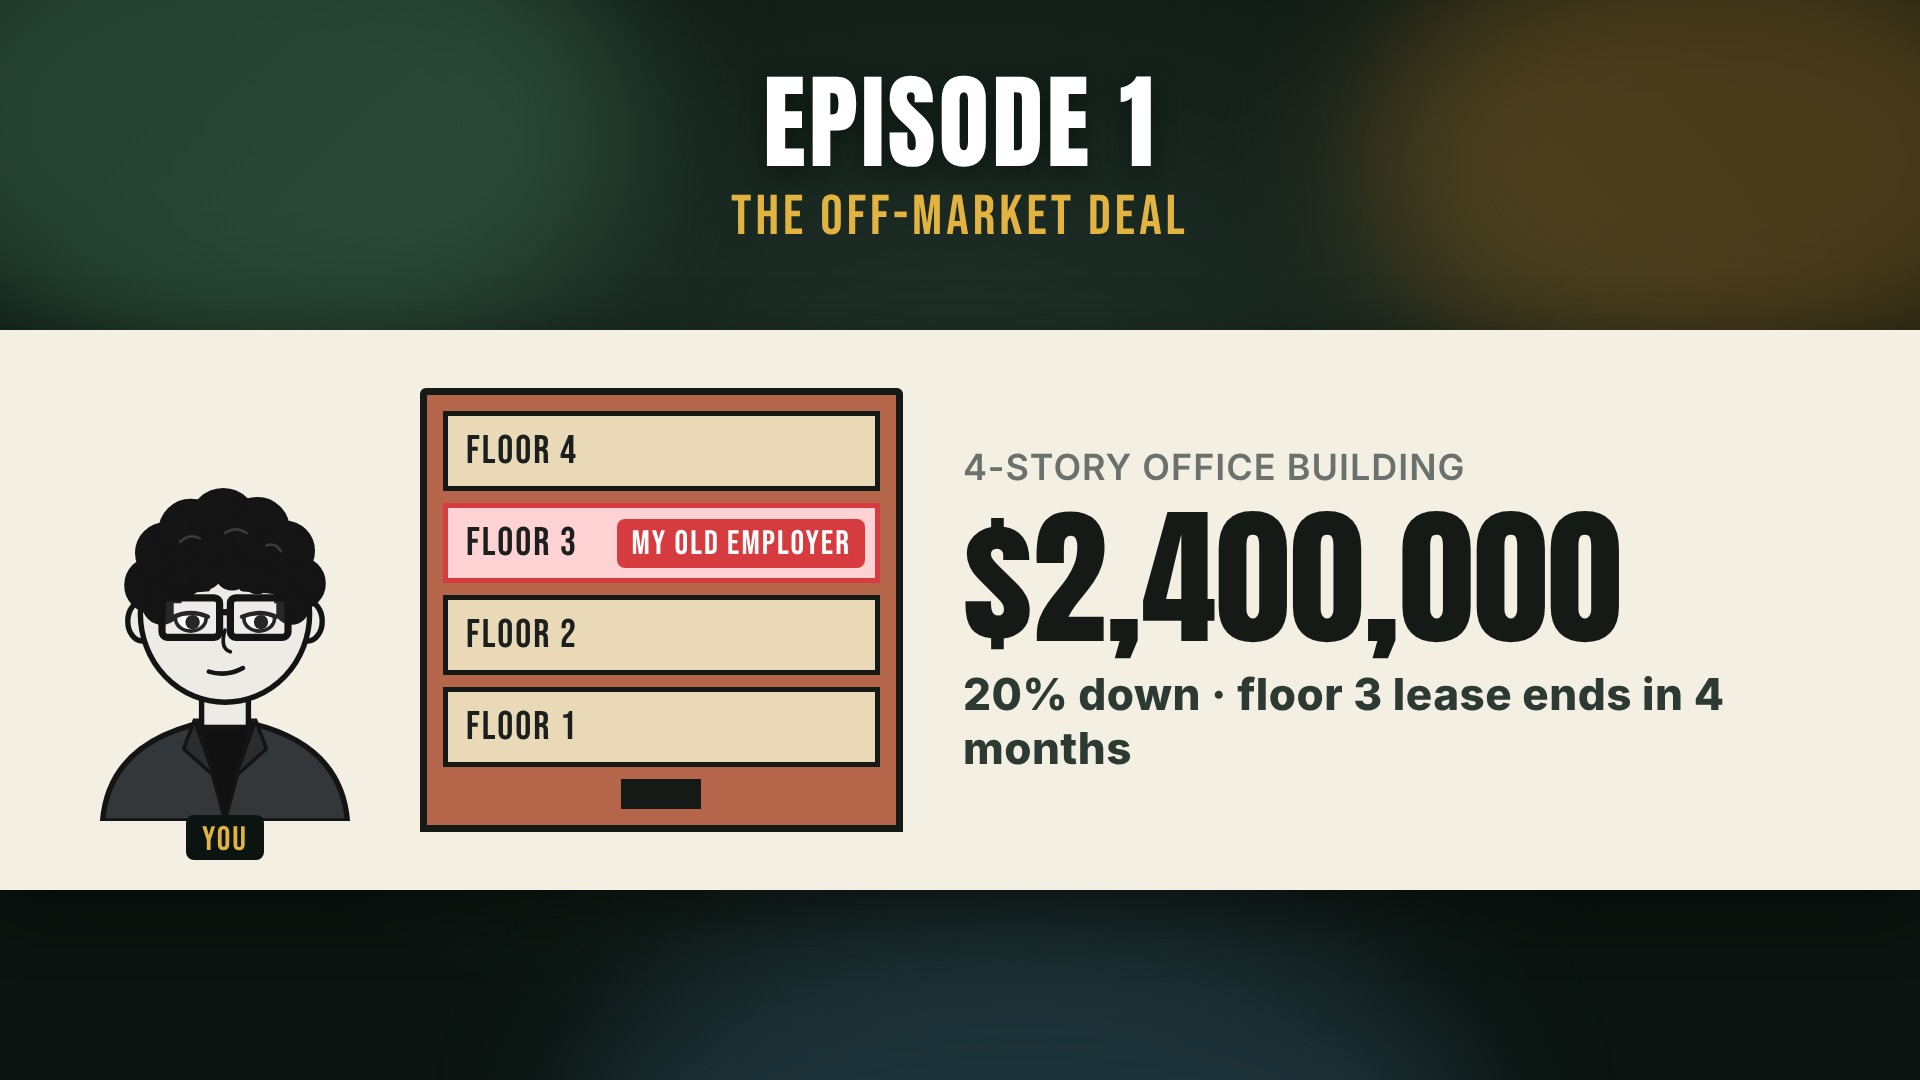 EPISODE 1
THE OFF-MARKET DEAL
FLOOR 4
FLOOR 3 MY OLD EMPLOYER
FLOOR 2
FLOOR 1
YOU
4-STORY OFFICE BUILDING
$2,400,000
20% down · floor 3 lease ends in 4
months